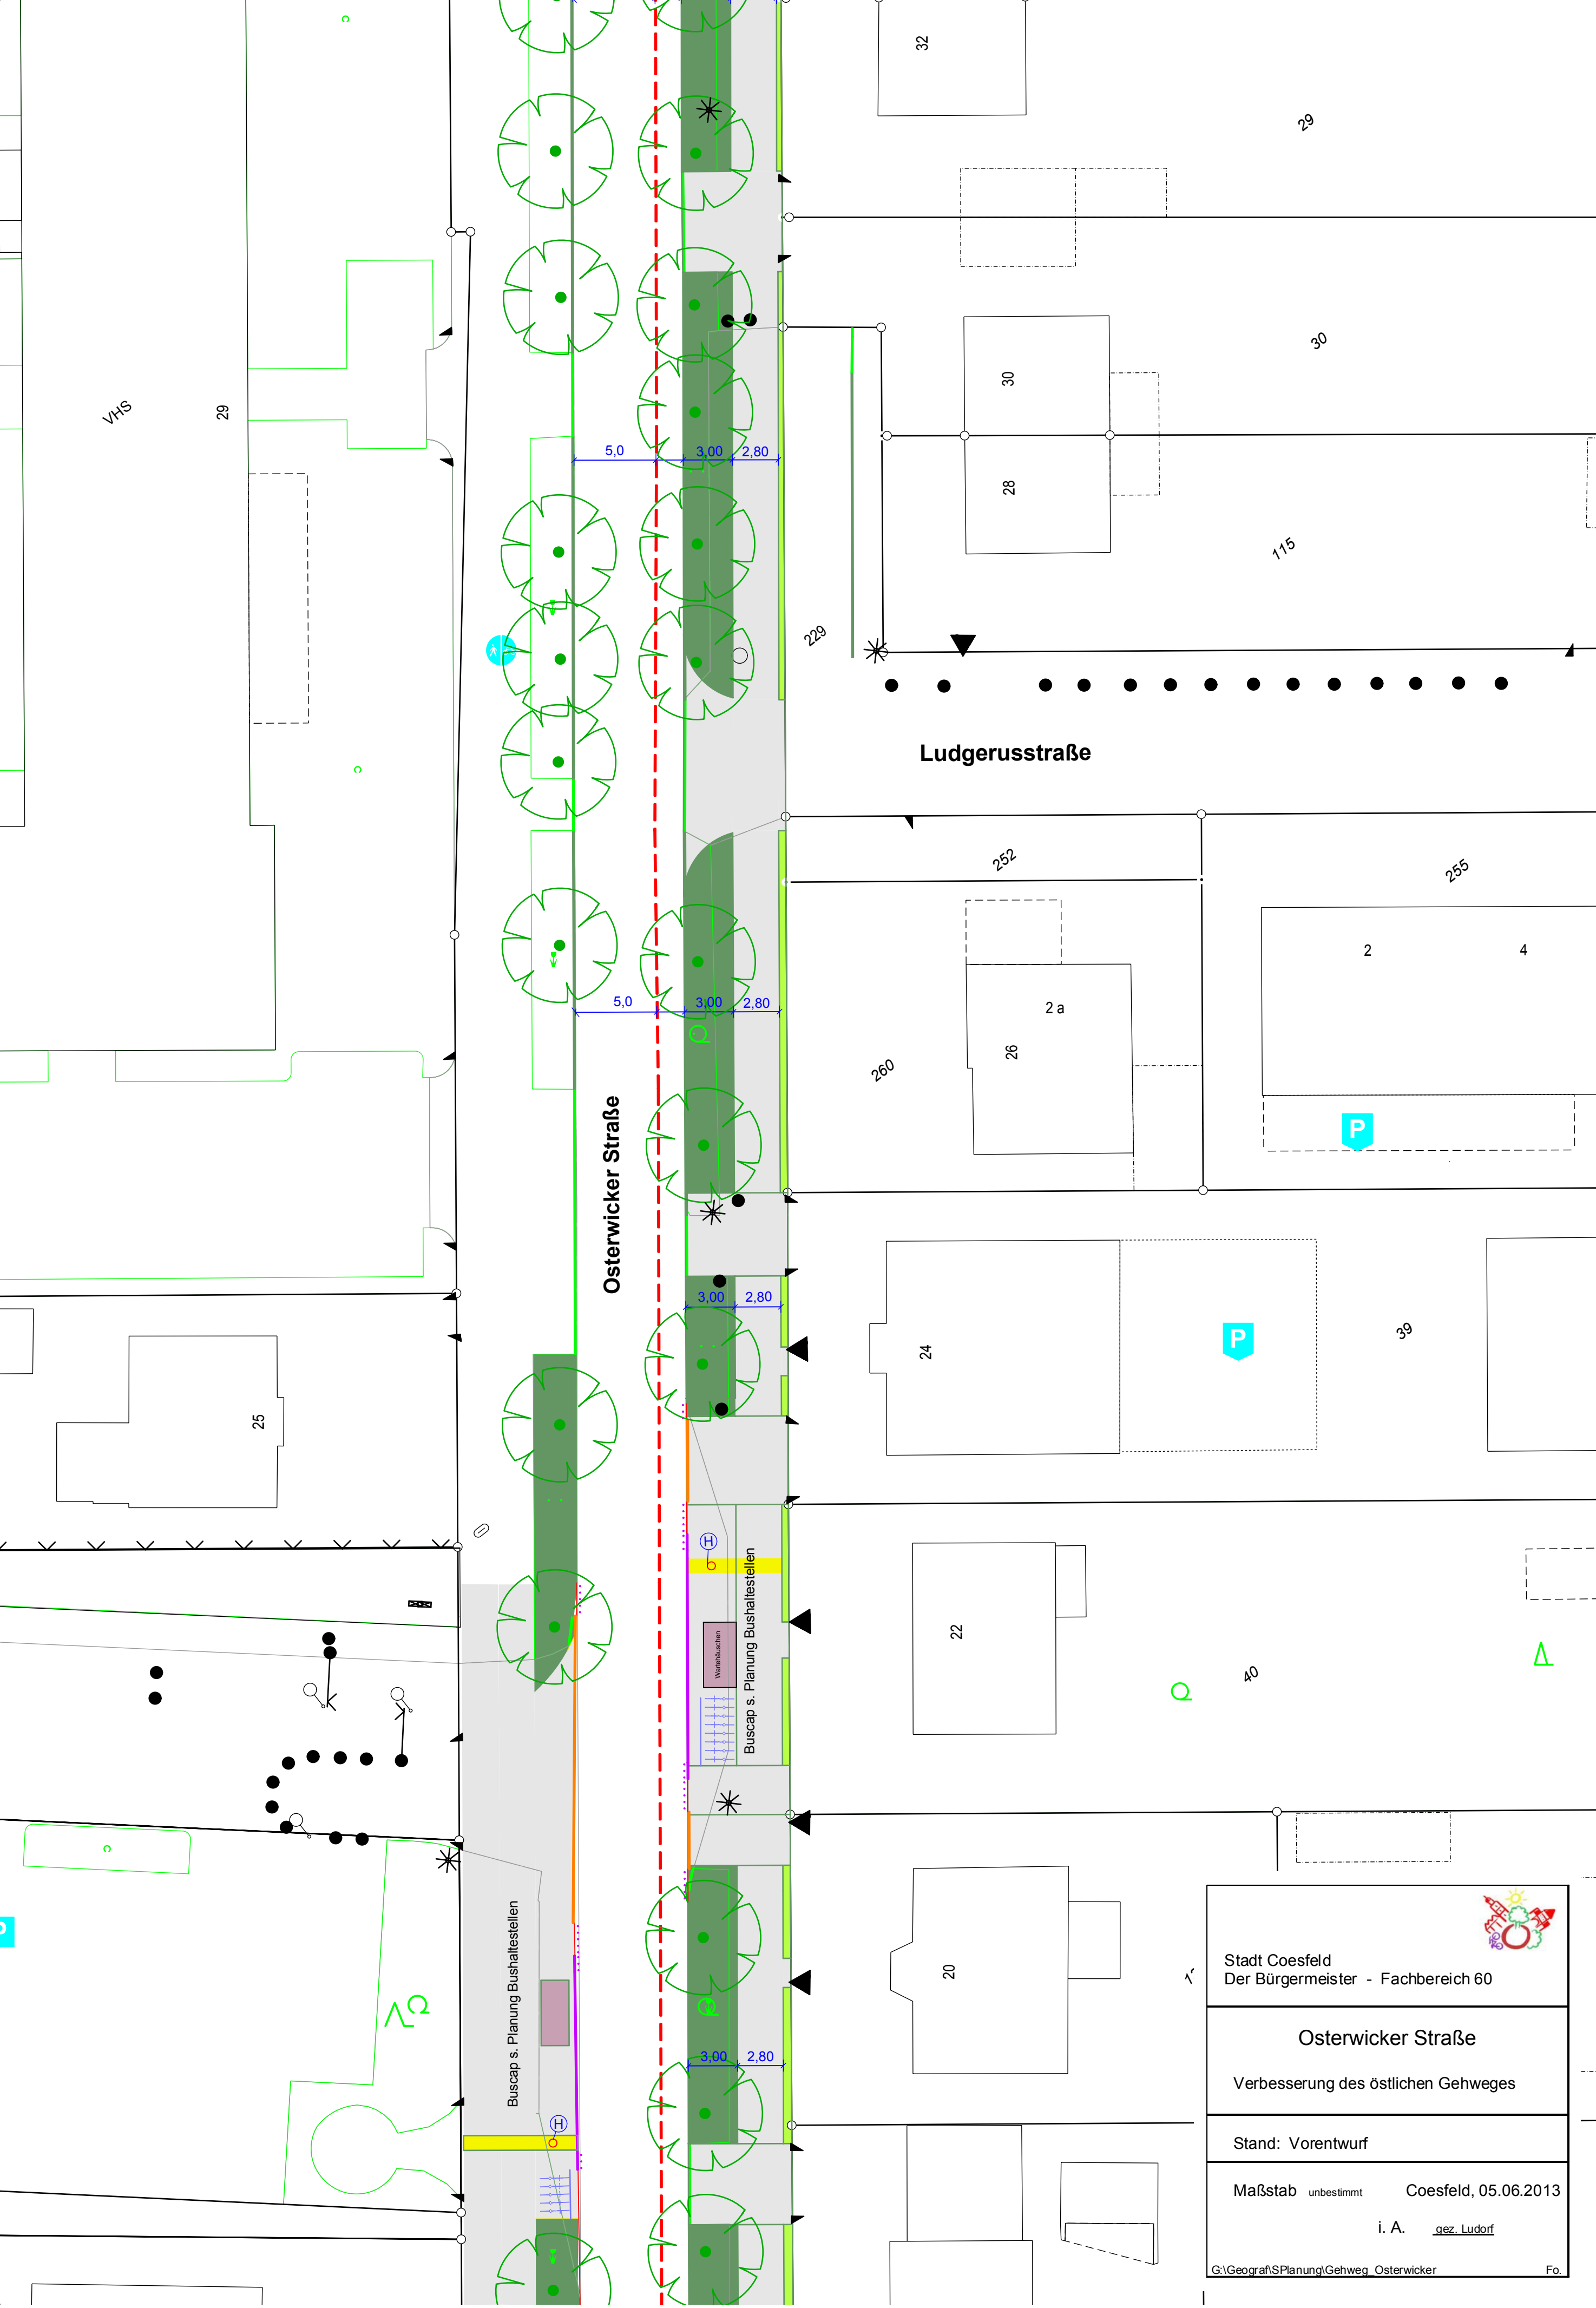 32
29
VHS
29
30
30
28
115
5,0 3,00 2,80
229
Ludgerusstraße
252
255
2 4
2 a
26
260
5,0 3,00 2,80
P
Osterwicker Straße
3,00 2,80
24
P
39
25
H
Buscap s. Planung Bushaltestellen
Wartehäuschen
22
40
20
Buscap s. Planung Bushaltestellen
H
3,00 2,80
P
Stadt Coesfeld
Der Bürgermeister - Fachbereich 60
Osterwicker Straße
Verbesserung des östlichen Gehweges
Stand: Vorentwurf
Maßstab unbestimmt Coesfeld, 05.06.2013
i. A. gez. Ludorf
G:\Geograf\SPlanung\Gehweg_Osterwicker Fo.